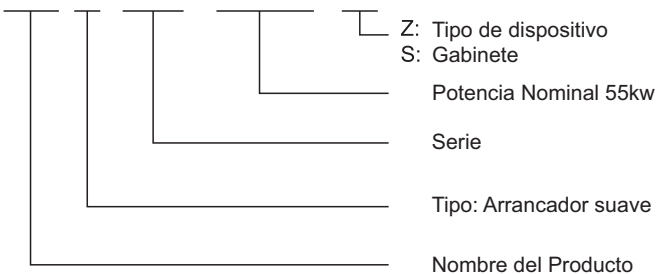 Z: Tipo de dispositivo
S: Gabinete
Potencia Nominal 55kw
Serie
Tipo: Arrancador suave
Nombre del Producto